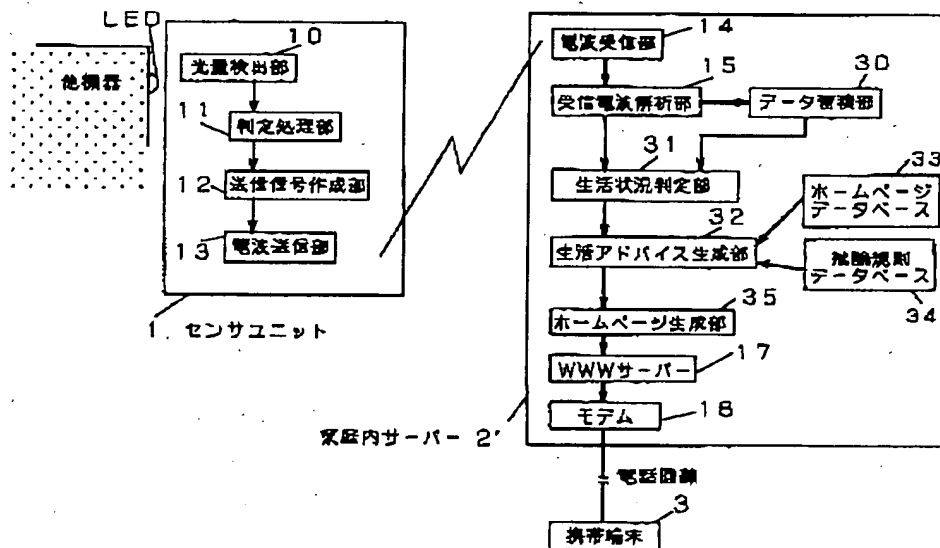 LED
他機器
10
光量検出部
11
判定処理部
12
送信信号作成部
13
電波送信部
1. センサユニット
14
電波受信部
15
受信電波解析部
30
データ蓄積部
31
生活状況判定部
33
ホームページ
データベース
32
生活アドバイス生成部
推論規則
データベース
34
35
ホームページ生成部
17
WWWサーバー
18
モデム
家庭内サーバー 2'
電話回線
3
携帯端末